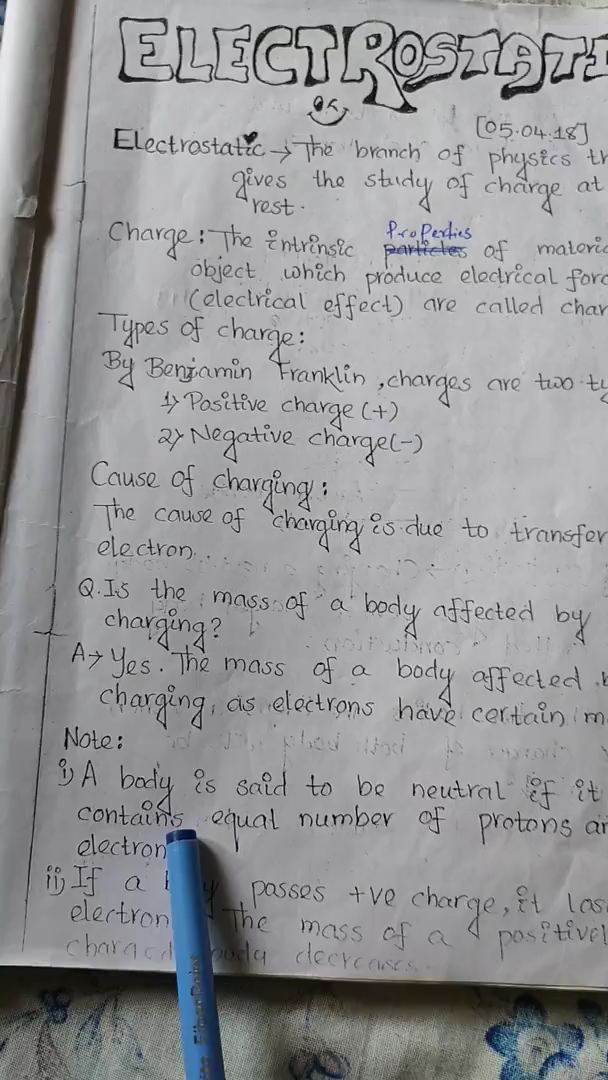 ELECTROSTATI
[05.04.18]
Electrostatic → The branch of physics th
gives the study of charge at
rest.
Properties
Charge: The intrinsic particles of materia
object which produce electrical forc
(electrical effect) are called char
Types of charge:
By Benjamin Franklin, charges are two ty
1) Positive charge (+)
2) Negative charge(-)
Cause of charging:
The cause of charging is due to transfer
electron.
Q. Is the mass of a body affected by
charging?
A→ Yes. The mass of a body affected b
charging, as electrons have certain m
Note:
i) A body is said to be neutral if it
contains equal number of protons an
electron
ii) If a passes +ve charge, it los
electron The mass of a positivel
body decreases.